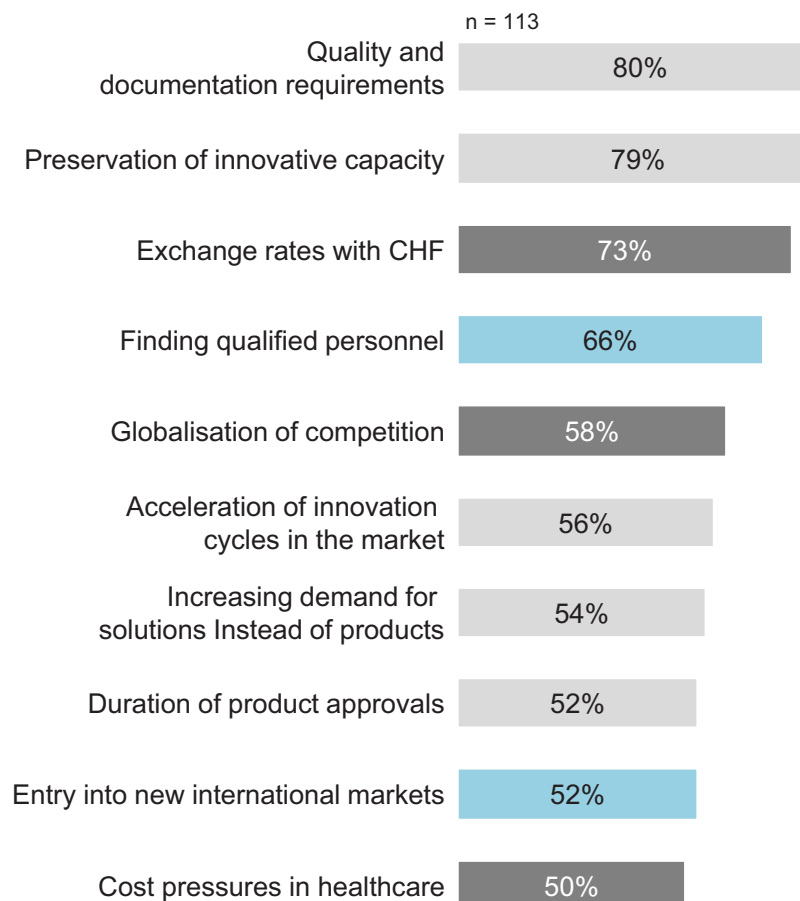 n = 113
Quality and
documentation requirements
80%
Preservation of innovative capacity
79%
Exchange rates with CHF
73%
Finding qualified personnel
66%
Globalisation of competition
58%
Acceleration of innovation
cycles in the market
56%
Increasing demand for
solutions Instead of products
54%
Duration of product approvals
52%
Entry into new international markets
52%
Cost pressures in healthcare
50%